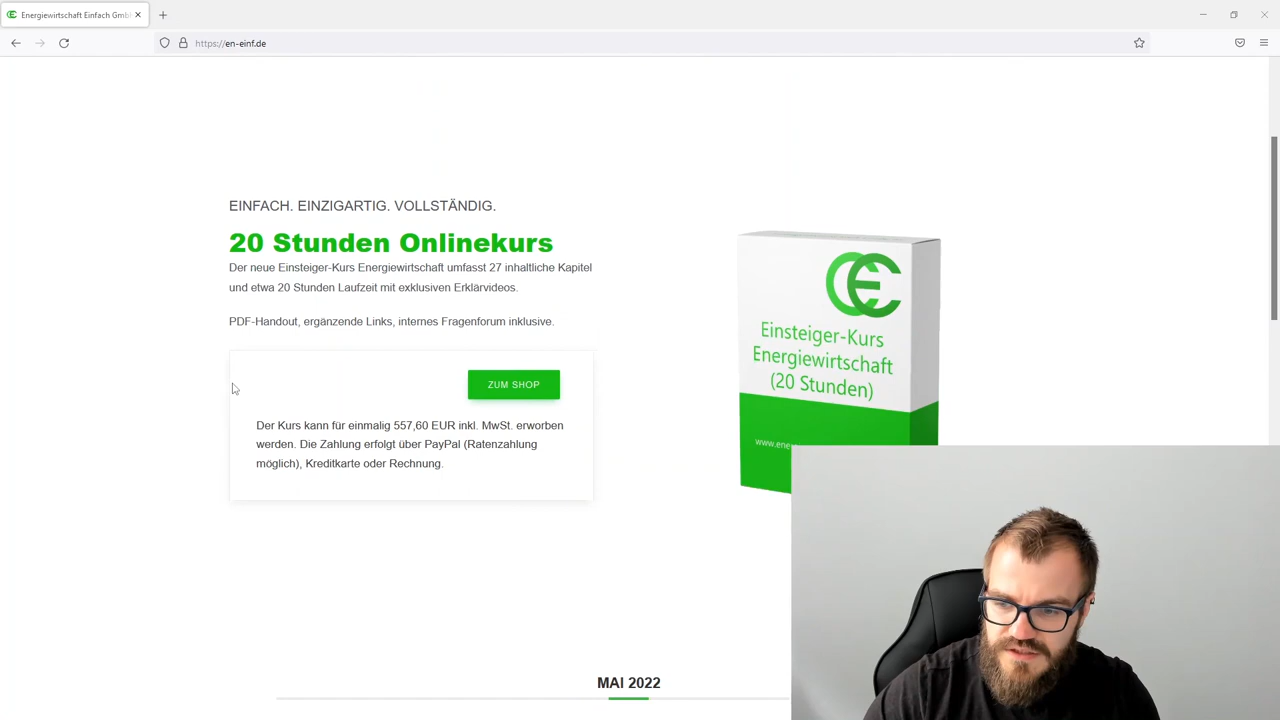 Energiewirtschaft Einfach Gmb
https://en-einf.de
EINFACH. EINZIGARTIG. VOLLSTÄNDIG.
20 Stunden Onlinekurs
Der neue Einsteiger-Kurs Energiewirtschaft umfasst 27 inhaltliche Kapitel
und etwa 20 Stunden Laufzeit mit exklusiven Erklärvideos.
PDF-Handout, ergänzende Links, internes Fragenforum inklusive.
ZUM SHOP
Der Kurs kann für einmalig 557,60 EUR inkl. MwSt. erworben
werden. Die Zahlung erfolgt über PayPal (Ratenzahlung
möglich), Kreditkarte oder Rechnung.
Einsteiger-Kurs
Energiewirtschaft
(20 Stunden)
www.ene
MAI 2022